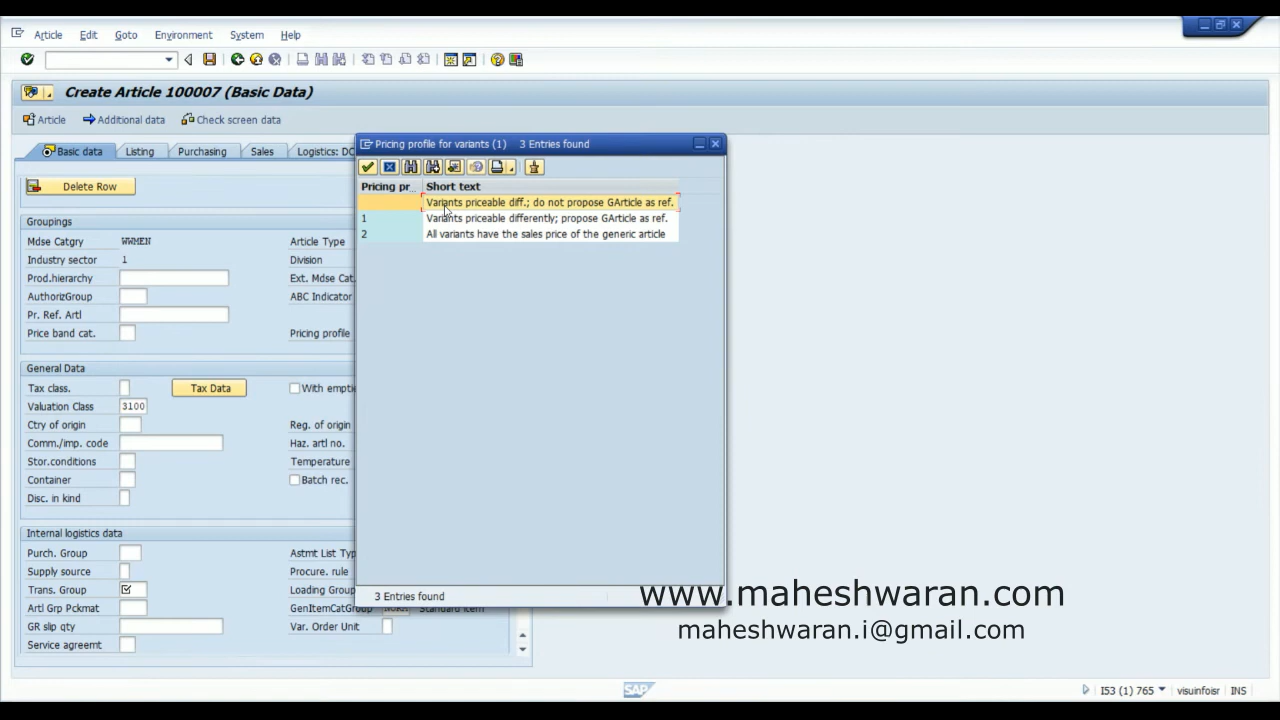 Article Edit Goto Environment System Help
Create Article 100007 (Basic Data)
Article Additional data Check screen data
Basic data Listing Purchasing Sales Logistics: DC
Delete Row
Groupings
Mdse Catgry WWMEN Article Type
Industry sector 1 Division
Prod.hierarchy Ext. Mdse Cat.
AuthorizGroup ABC Indicator
Pr. Ref. Artl
Price band cat. Pricing profile
General Data
Tax class. Tax Data With emptie
Valuation Class 3100
Ctry of origin Reg. of origin
Comm./imp. code Haz. artl no.
Stor.conditions Temperature
Container Batch rec.
Disc. in kind
Internal logistics data
Purch. Group Astmt List Typ
Supply source Procure. rule
Trans. Group Loading Group
Artl Grp Pckmat GenItemCatGroup NORM Standard item
GR slip qty Var. Order Unit
Service agreemt
Pricing profile for variants (1) 3 Entries found
Pricing pr... Short text
Variants priceable diff.; do not propose GArticle as ref.
1 Variants priceable differently; propose GArticle as ref.
2 All variants have the sales price of the generic article
3 Entries found
www.maheshwaran.com
maheshwaran.i@gmail.com
SAP
I53 (1) 765 visuinfoisr INS